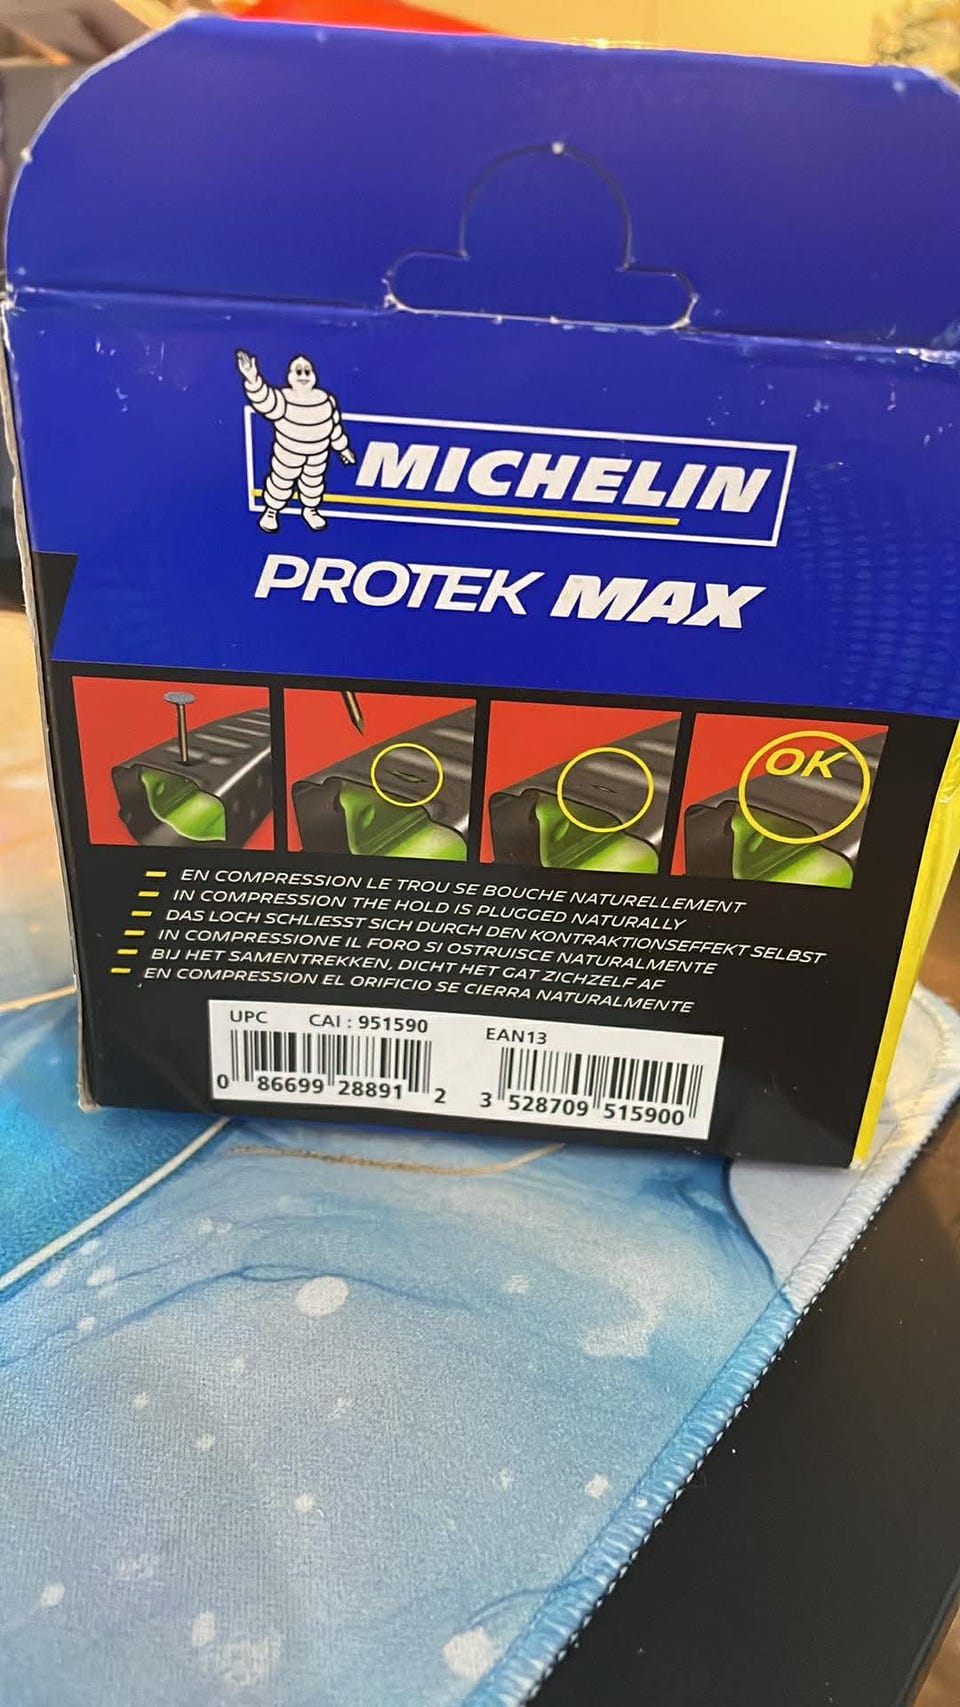 MICHELIN
PROTEK MAX
OK
EN COMPRESSION LE TROU SE BOUCHE NATURELLEMENT
IN COMPRESSION THE HOLD IS PLUGGED NATURALLY
DAS LOCH SCHLIESST SICH DURCH DEN KONTRAKTIONSEFFEKT SELBST
IN COMPRESSIONE IL FORO SI OSTRUISCE NATURALMENTE
BIJ HET SAMENTREKKEN, DICHT HET GAT ZICHZELF AF
EN COMPRESSION EL ORIFICIO SE CIERRA NATURALMENTE
UPC CAI : 951590 EAN13
0 86699 28891 2 3 528709 515900